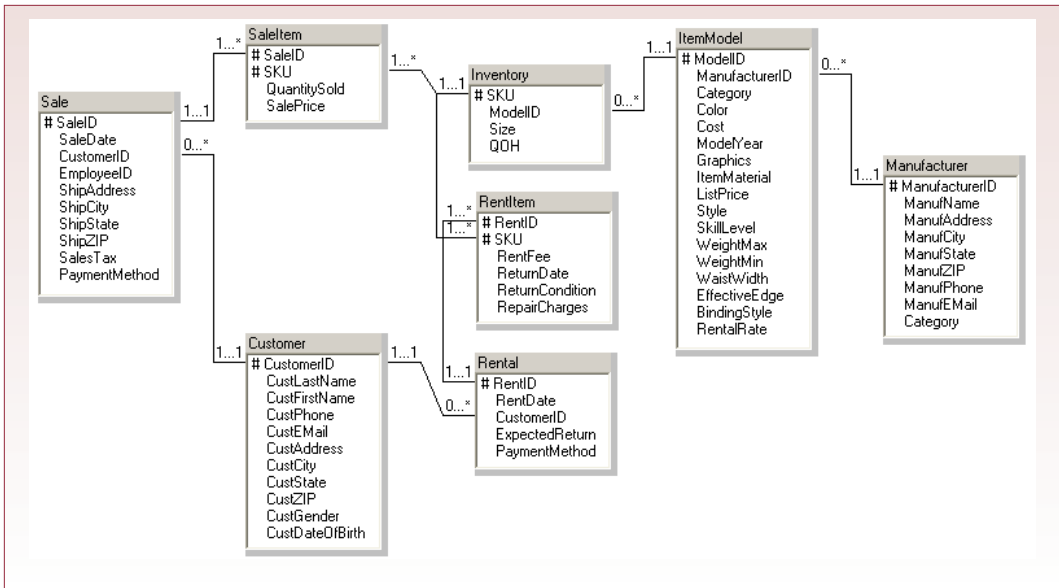 Sale
# SaleID
SaleDate
CustomerID
EmployeeID
ShipAddress
ShipCity
ShipState
ShipZIP
SalesTax
PaymentMethod
1...1
0...*
1...*
SaleItem
# SaleID
# SKU
QuantitySold
SalePrice
1...*
1...1
Customer
# CustomerID
CustLastName
CustFirstName
CustPhone
CustEMail
CustAddress
CustCity
CustState
CustZIP
CustGender
CustDateOfBirth
1...1
1...1
Inventory
# SKU
ModelID
Size
QOH
0...*
1...*
1...*
RentItem
# RentID
# SKU
RentFee
ReturnDate
ReturnCondition
RepairCharges
1...1
0...*
Rental
# RentID
RentDate
CustomerID
ExpectedReturn
PaymentMethod
1...1
ItemModel
# ModelID
ManufacturerID
Category
Color
Cost
ModelYear
Graphics
ItemMaterial
ListPrice
Style
SkillLevel
WeightMax
WeightMin
WaistWidth
EffectiveEdge
BindingStyle
RentalRate
0...*
1...1
Manufacturer
# ManufacturerID
ManufName
ManufAddress
ManufCity
ManufState
ManufZIP
ManufPhone
ManufEMail
Category